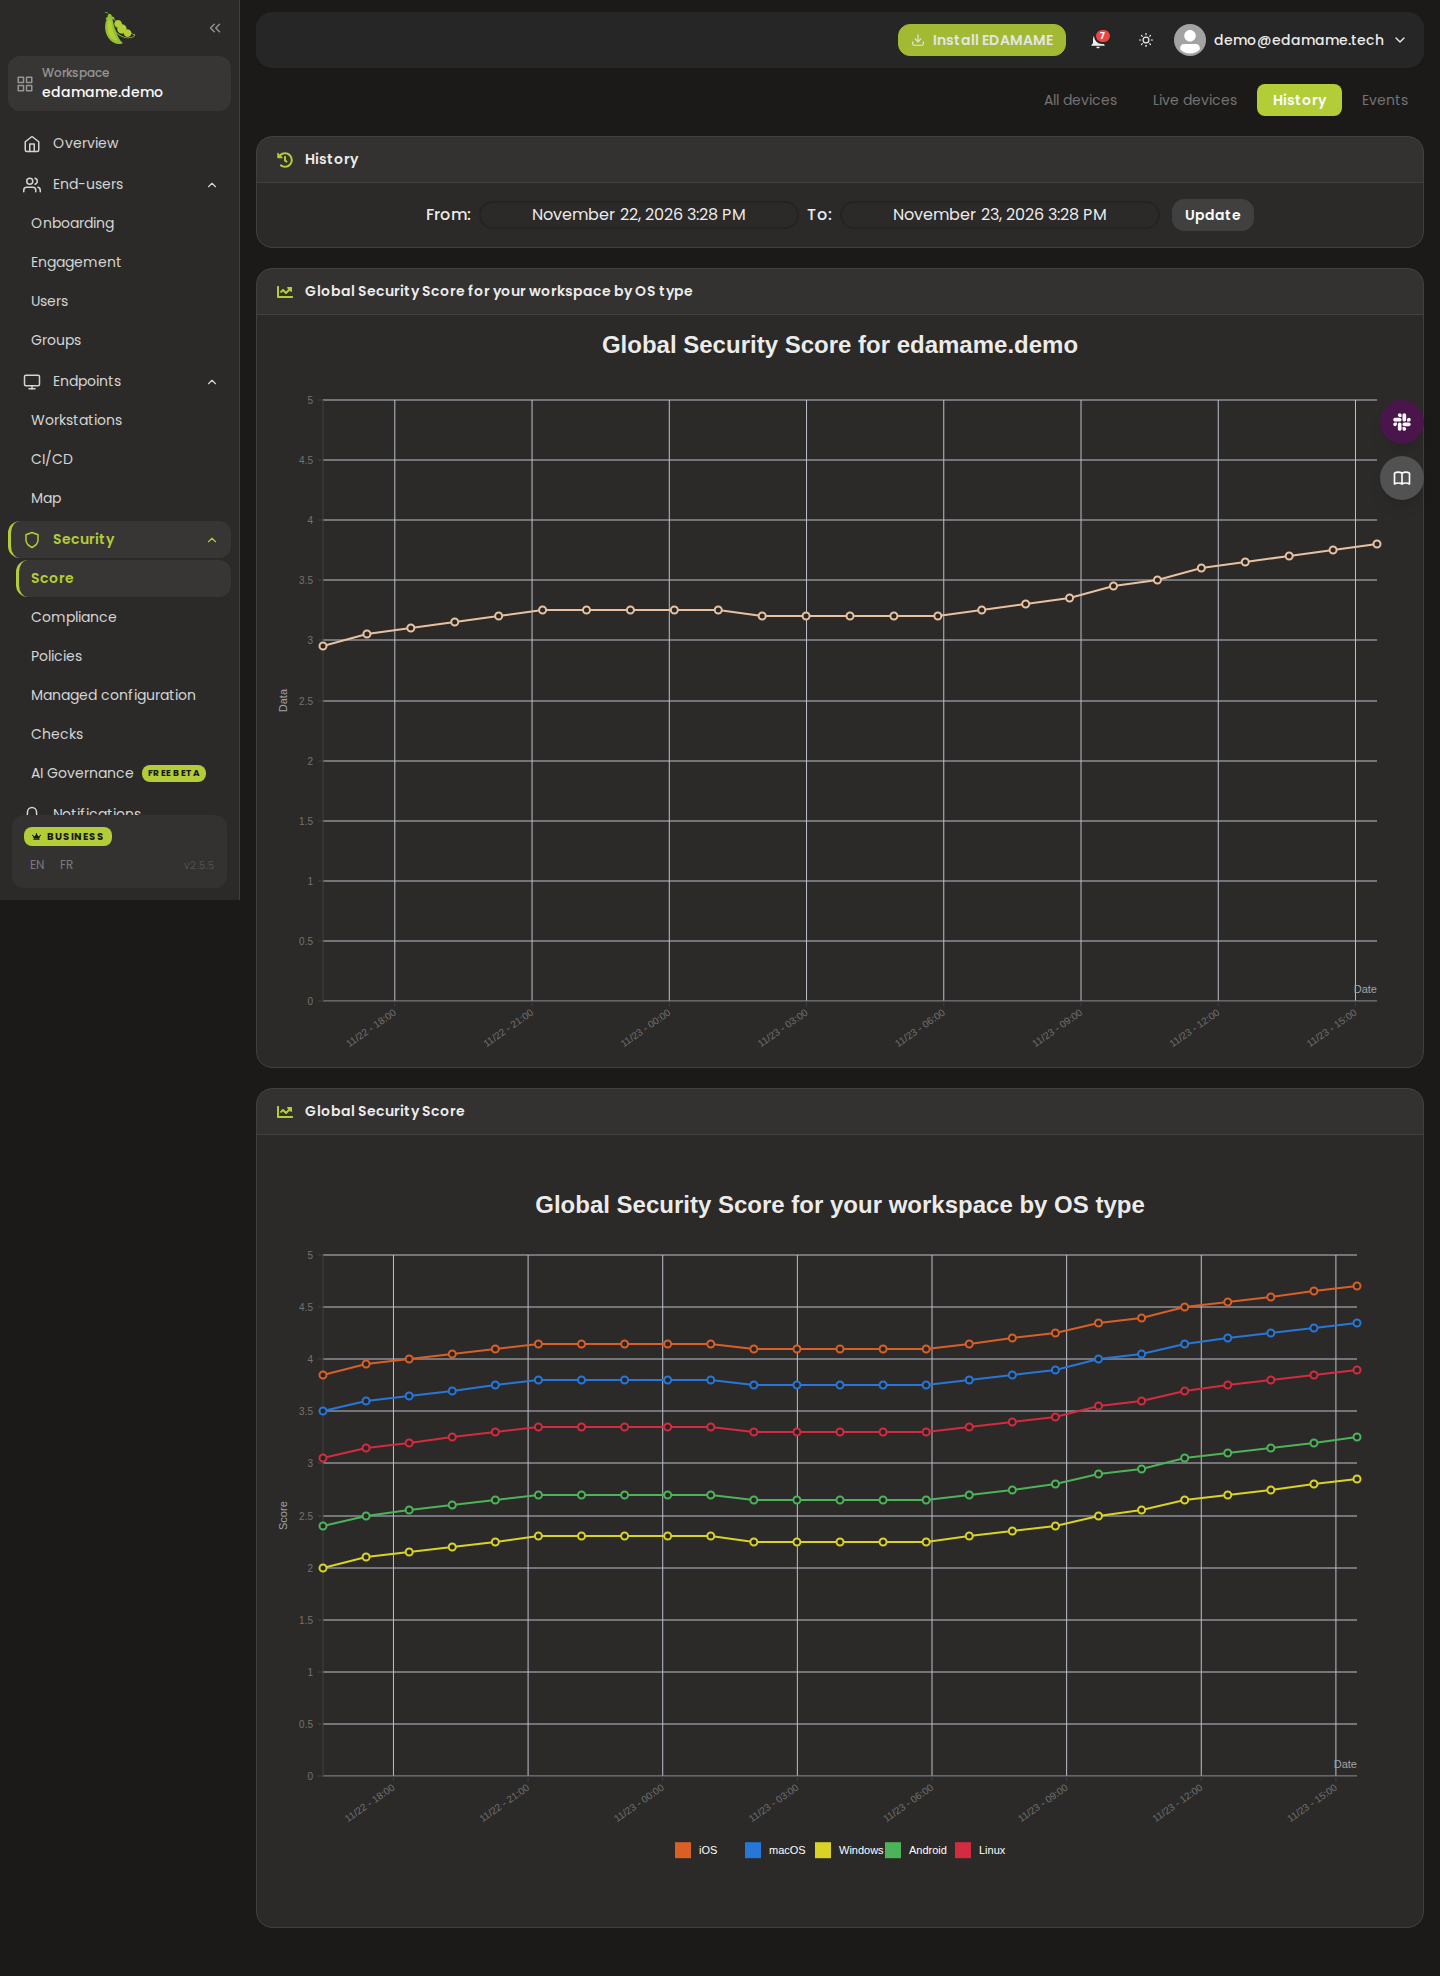 Workspace
edamame.demo
Overview
End-users
Onboarding
Engagement
Users
Groups
Endpoints
Workstations
CI/CD
Map
Security
Score
Compliance
Policies
Managed configuration
Checks
AI Governance FREE BETA
Notifications
BUSINESS
EN FR v2.5.5
Install EDAMAME 7 demo@edamame.tech
All devices Live devices History Events
History
From: November 22, 2026 3:28 PM To: November 23, 2026 3:28 PM Update
Global Security Score for your workspace by OS type
Global Security Score for edamame.demo
5
4.5
4
3.5
3
2.5
2
1.5
1
0.5
0
Data
Date
11/22 - 18:00 11/22 - 21:00 11/23 - 00:00 11/23 - 03:00 11/23 - 06:00 11/23 - 09:00 11/23 - 12:00 11/23 - 15:00
Global Security Score
Global Security Score for your workspace by OS type
5
4.5
4
3.5
3
2.5
2
1.5
1
0.5
0
Score
Date
11/22 - 18:00 11/22 - 21:00 11/23 - 00:00 11/23 - 03:00 11/23 - 06:00 11/23 - 09:00 11/23 - 12:00 11/23 - 15:00
iOS macOS Windows Android Linux